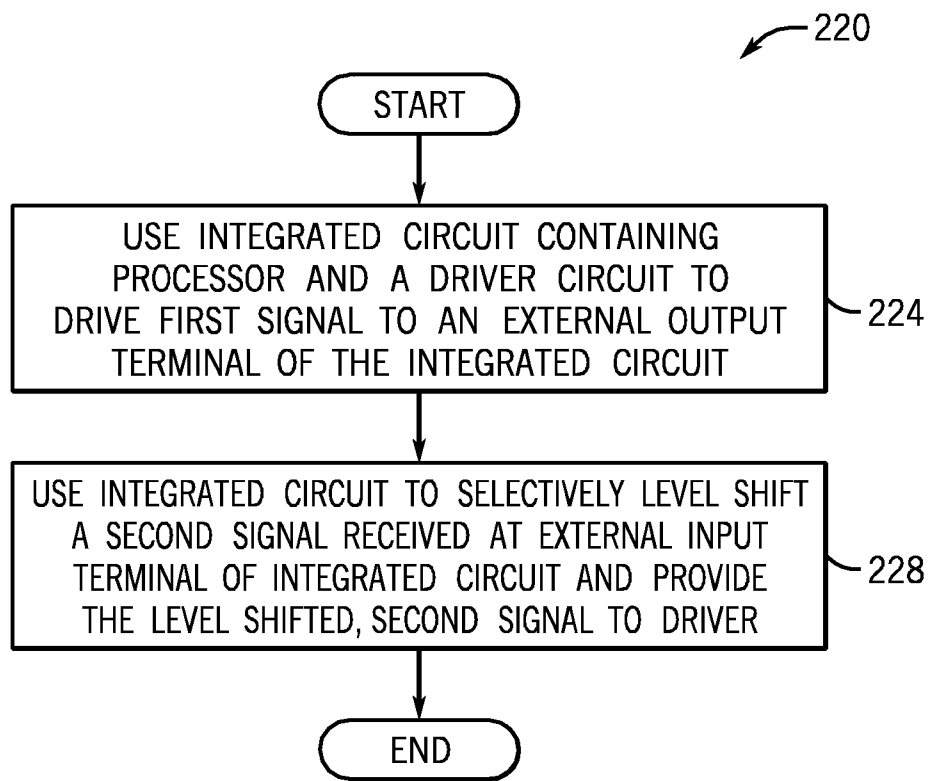 220
START
USE INTEGRATED CIRCUIT CONTAINING
PROCESSOR AND A DRIVER CIRCUIT TO
DRIVE FIRST SIGNAL TO AN EXTERNAL OUTPUT
TERMINAL OF THE INTEGRATED CIRCUIT
224
USE INTEGRATED CIRCUIT TO SELECTIVELY LEVEL SHIFT
A SECOND SIGNAL RECEIVED AT EXTERNAL INPUT
TERMINAL OF INTEGRATED CIRCUIT AND PROVIDE
THE LEVEL SHIFTED, SECOND SIGNAL TO DRIVER
228
END